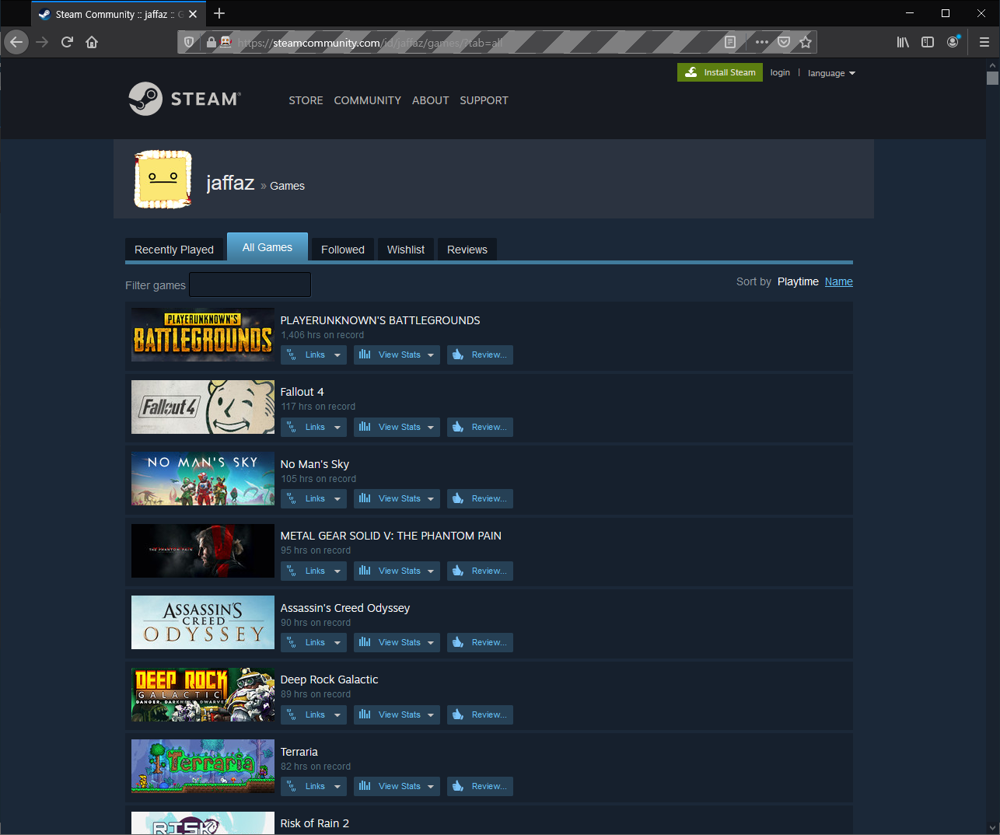 Steam Community :: jaffaz :: G
https://steamcommunity.com/id/jaffaz/games/?tab=all
Install Steam login | language
STEAM®
STORE COMMUNITY ABOUT SUPPORT
jaffaz » Games
Recently Played All Games Followed Wishlist Reviews
Filter games
Sort by Playtime Name
PLAYERUNKNOWN'S
BATTLEGROUNDS
PLAYERUNKNOWN'S BATTLEGROUNDS
1,406 hrs on record
Links View Stats Review...
Fallout 4
Fallout 4
117 hrs on record
Links View Stats Review...
NO MAN'S SKY
No Man's Sky
105 hrs on record
Links View Stats Review...
THE PHANTOM PAIN
METAL GEAR SOLID V: THE PHANTOM PAIN
95 hrs on record
Links View Stats Review...
ASSASSIN'S
CREED
ODYSSEY
Assassin's Creed Odyssey
90 hrs on record
Links View Stats Review...
DEEP ROCK
GALACTIC
DANGER, DARKNESS, DWARVES
Deep Rock Galactic
89 hrs on record
Links View Stats Review...
Terraria
Terraria
82 hrs on record
Links View Stats Review...
RISK
Risk of Rain 2